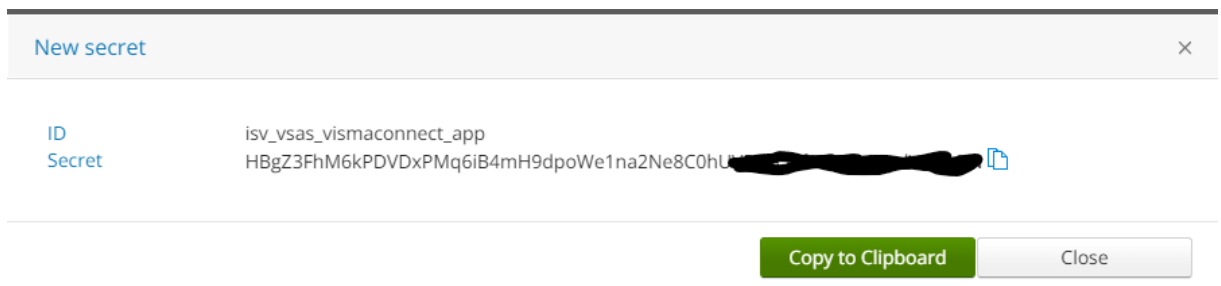 New secret
ID isv_vsas_vismaconnect_app
Secret HBgZ3FhM6kPDVDxPMq6iB4mH9dpoWe1na2Ne8C0hU
Copy to Clipboard Close